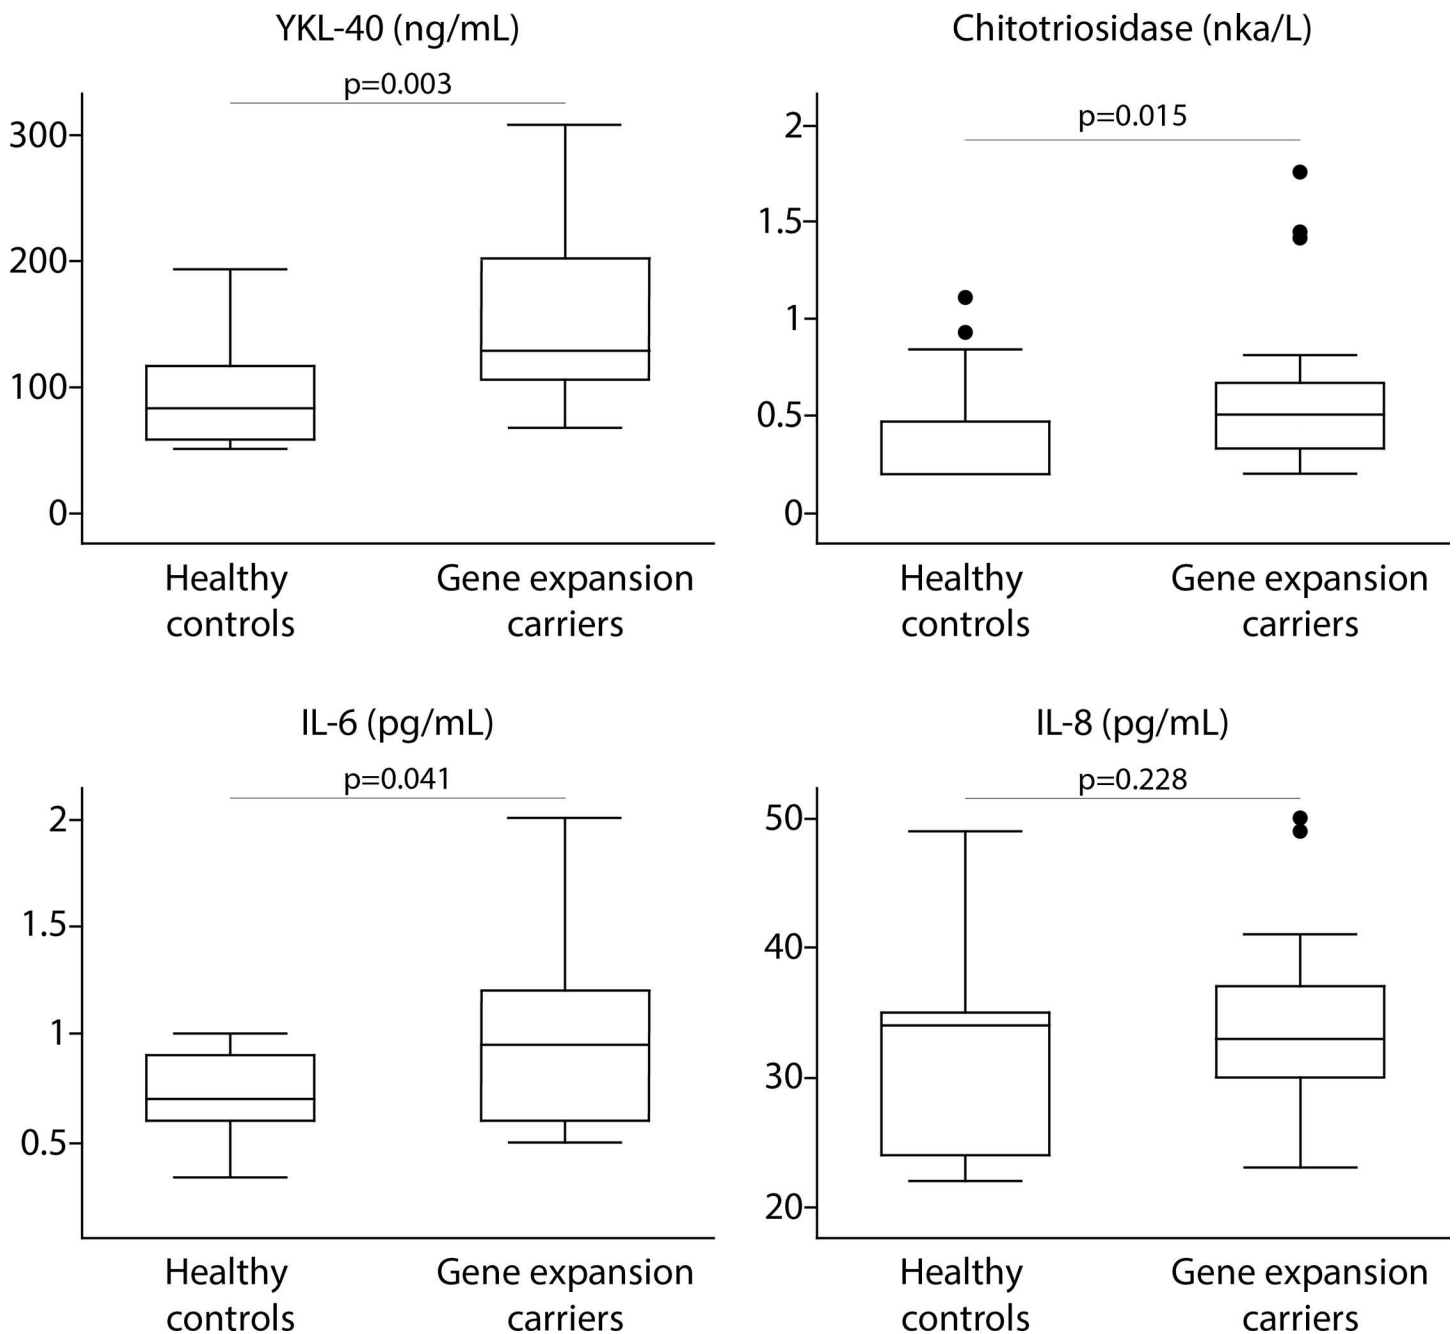 YKL-40 (ng/mL)
p=0.003
300
200
100
0
Healthy
controls
Gene expansion
carriers
Chitotriosidase (nka/L)
p=0.015
2
1.5
1
0.5
0
Healthy
controls
Gene expansion
carriers
IL-6 (pg/mL)
p=0.041
2
1.5
1
0.5
Healthy
controls
Gene expansion
carriers
IL-8 (pg/mL)
p=0.228
50
40
30
20
Healthy
controls
Gene expansion
carriers